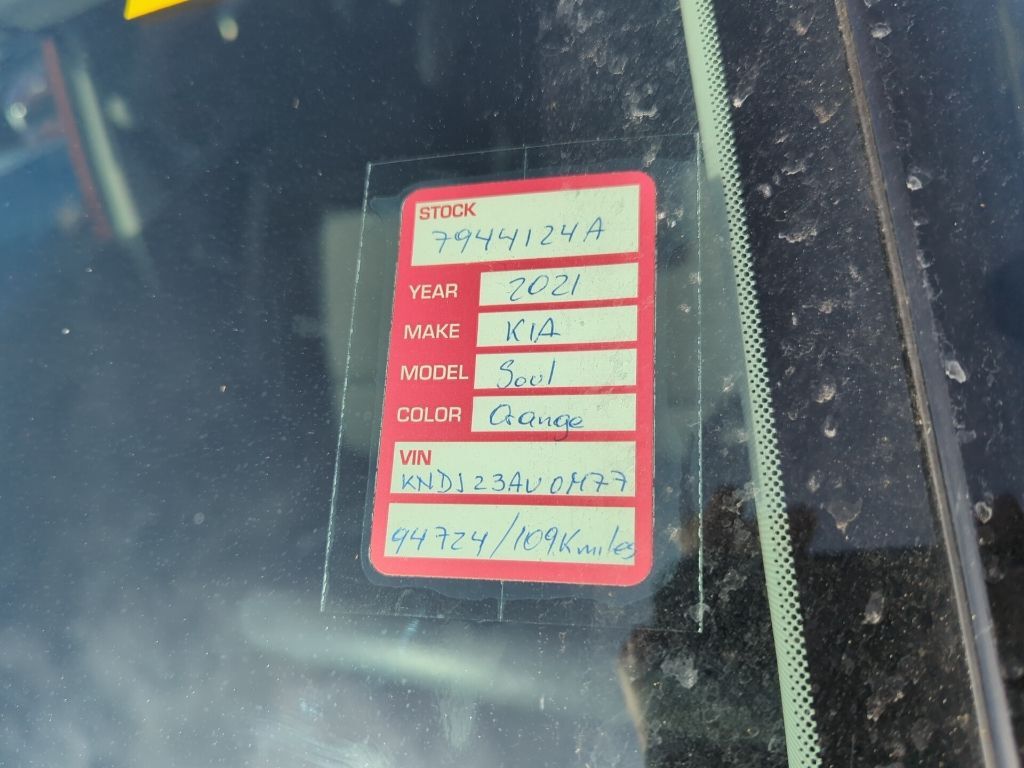 STOCK
7944124A
YEAR 2021
MAKE KIA
MODEL Soul
COLOR Orange
VIN
KNDJ23AU0M77
94724/109Kmiles